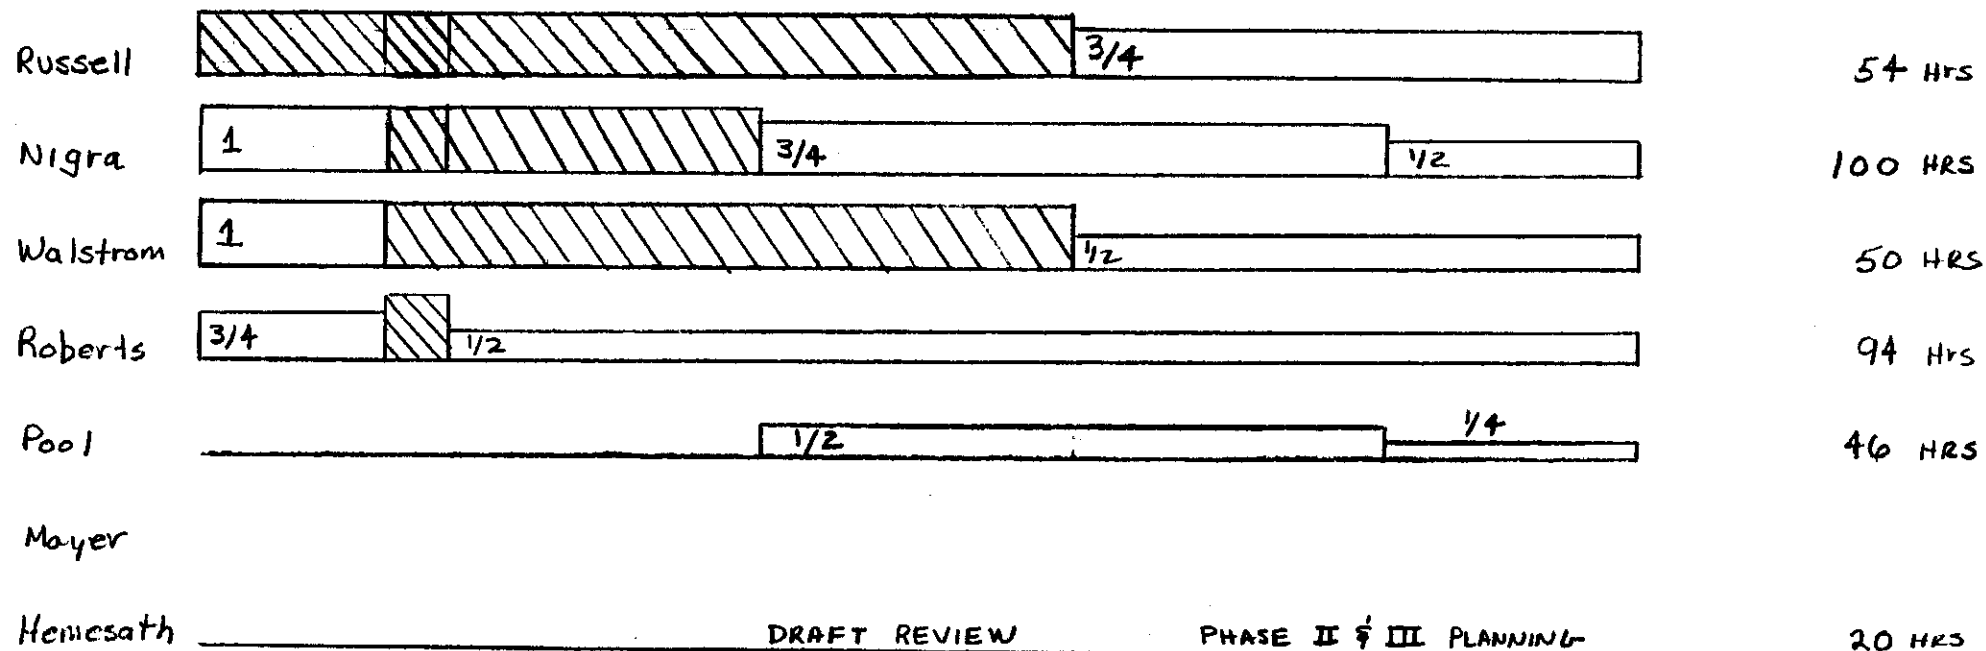 Russell 3/4 54 Hrs
Nigra 1 3/4 1/2 100 HRS
Walstrom 1 1/2 50 HRS
Roberts 3/4 1/2 94 Hrs
Pool 1/2 1/4 46 HRS
Mayer
Hemesath DRAFT REVIEW PHASE II & III PLANNING 20 HRS